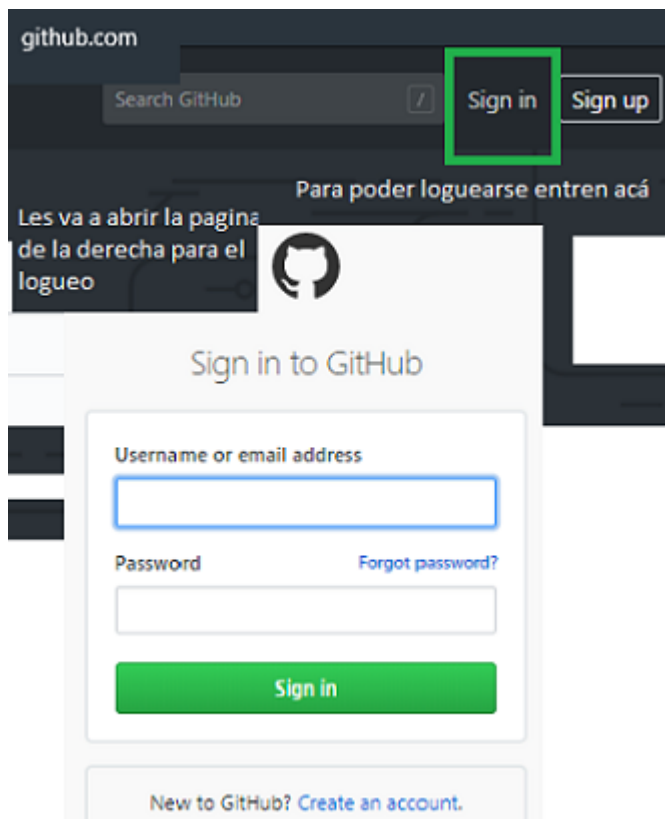 github.com
Search GitHub
/
Sign in
Sign up
Para poder loguearse entren acá
Les va a abrir la pagina
de la derecha para el
logueo
Sign in to GitHub
Username or email address
Password
Forgot password?
Sign in
New to GitHub? Create an account.